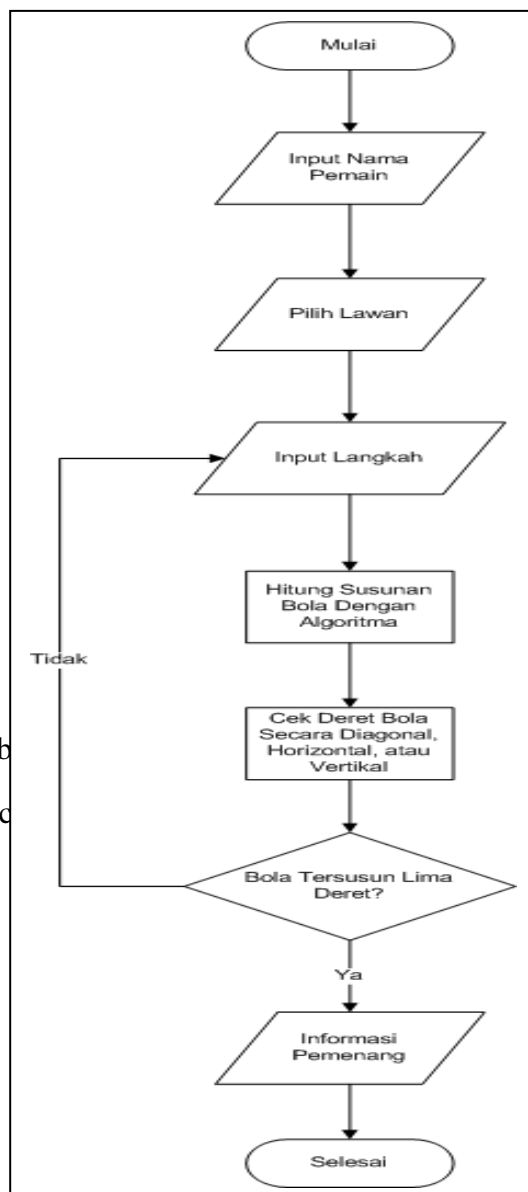 Mulai
Input Nama
Pemain
Pilih Lawan
Input Langkah
Hitung Susunan
Bola Dengan
Algoritma
Tidak
Cek Deret Bola
Secara Diagonal,
Horizontal, atau
Vertikal
b
c
Bola Tersusun Lima
Deret?
Ya
Informasi
Pemenang
Selesai